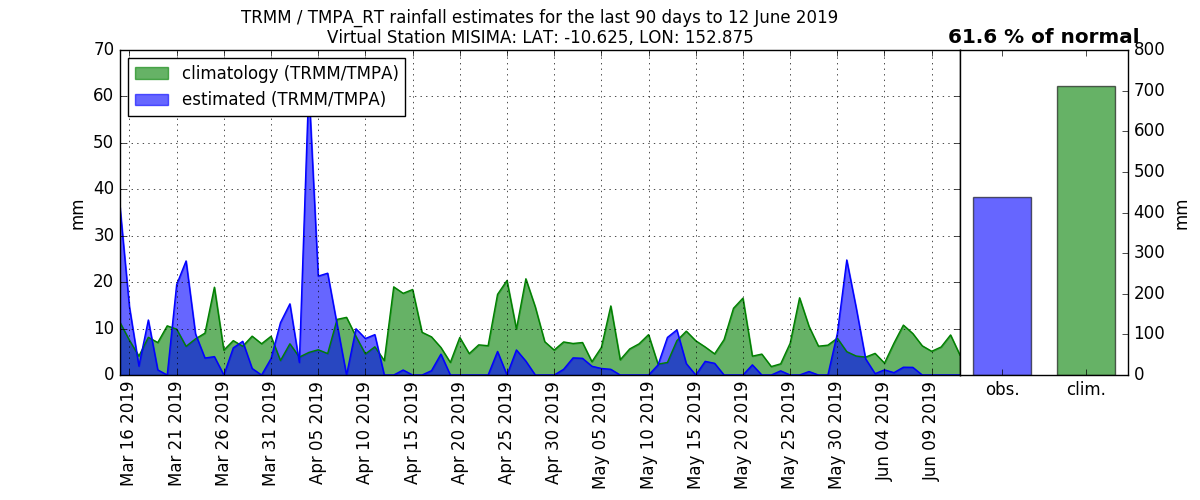 TRMM / TMPA_RT rainfall estimates for the last 90 days to 12 June 2019
Virtual Station MISIMA: LAT: -10.625, LON: 152.875
61.6 % of normal
climatology (TRMM/TMPA)
estimated (TRMM/TMPA)
70
60
50
40
30
20
10
0
mm
Mar 16 2019
Mar 21 2019
Mar 26 2019
Mar 31 2019
Apr 05 2019
Apr 10 2019
Apr 15 2019
Apr 20 2019
Apr 25 2019
Apr 30 2019
May 05 2019
May 10 2019
May 15 2019
May 20 2019
May 25 2019
May 30 2019
Jun 04 2019
Jun 09 2019
obs.
clim.
800
700
600
500
400
300
200
100
0
mm